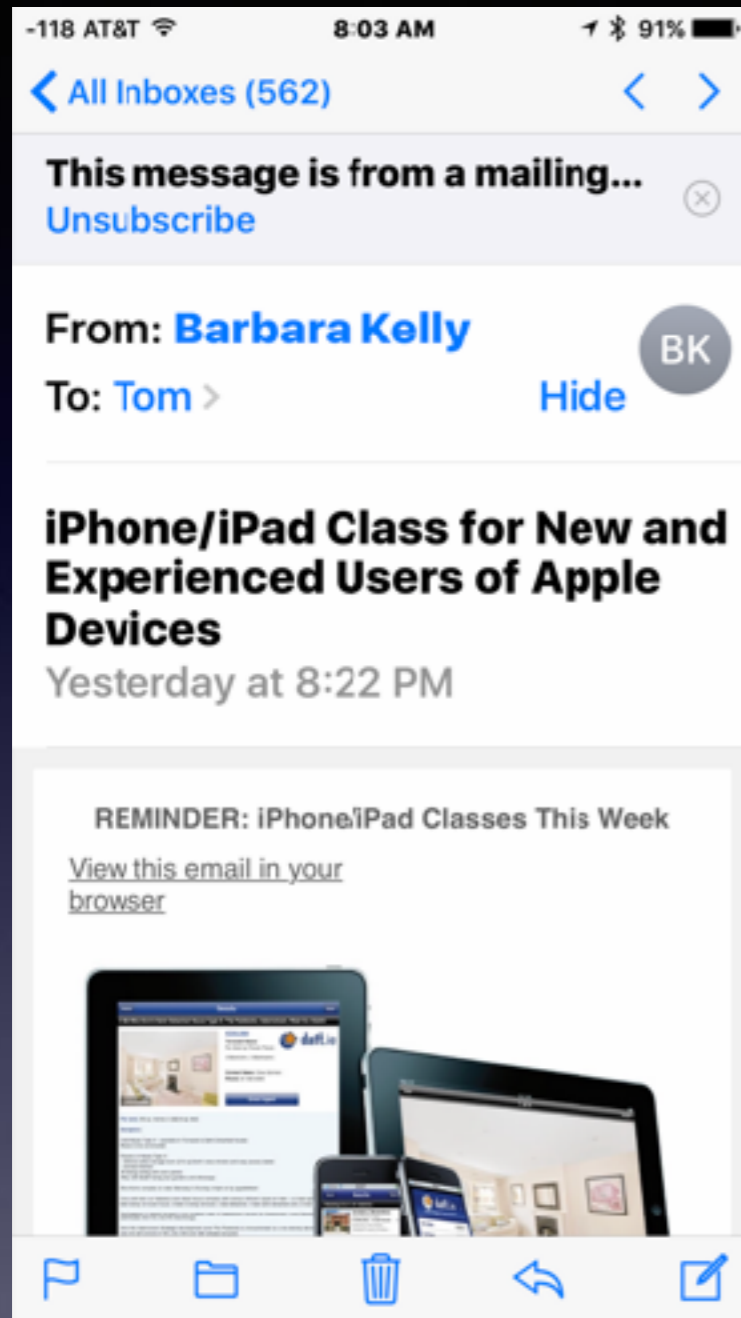 -118 AT&T 8:03 AM 91%
All Inboxes (562)
This message is from a mailing...
Unsubscribe
From: Barbara Kelly
BK
To: Tom Hide
iPhone/iPad Class for New and
Experienced Users of Apple
Devices
Yesterday at 8:22 PM
REMINDER: iPhone/iPad Classes This Week
View this email in your
browser
daft.ie
daft.ie